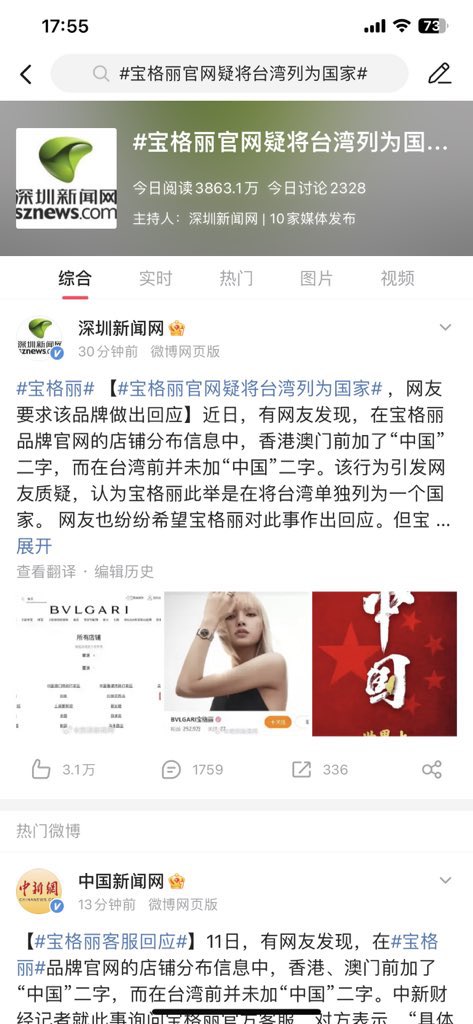 17:55
73
#宝格丽官网疑将台湾列为国家#
深圳新闻网
sznews.com
#宝格丽官网疑将台湾列为国...
今日阅读3863.1万 今日讨论2328
主持人：深圳新闻网 | 10家媒体发布
综合 实时 热门 图片 视频
深圳新闻网
30分钟前 微博网页版
#宝格丽# 【#宝格丽官网疑将台湾列为国家# ，网友
要求该品牌做出回应】近日，有网友发现，在宝格丽
品牌官网的店铺分布信息中，香港澳门前加了“中国”
二字，而在台湾前并未加“中国”二字。该行为引发网
友质疑，认为宝格丽此举是在将台湾单独列为一个国
家。 网友也纷纷希望宝格丽对此事作出回应。但宝 ...
展开
查看翻译 · 编辑历史
BVLGARI
所有店铺
BVLGARI宝格丽
中国
3.1万 1759 336
热门微博
中新網
CHINANEWS
中国新闻网
13分钟前 微博网页版
【#宝格丽客服回应#】11日，有网友发现，在#宝格
丽#品牌官网的店铺分布信息中，香港、澳门前加了
“中国”二字，而在台湾前并未加“中国”二字。中新财
经记者就此事询问宝格丽官方客服，对方表示，“具体